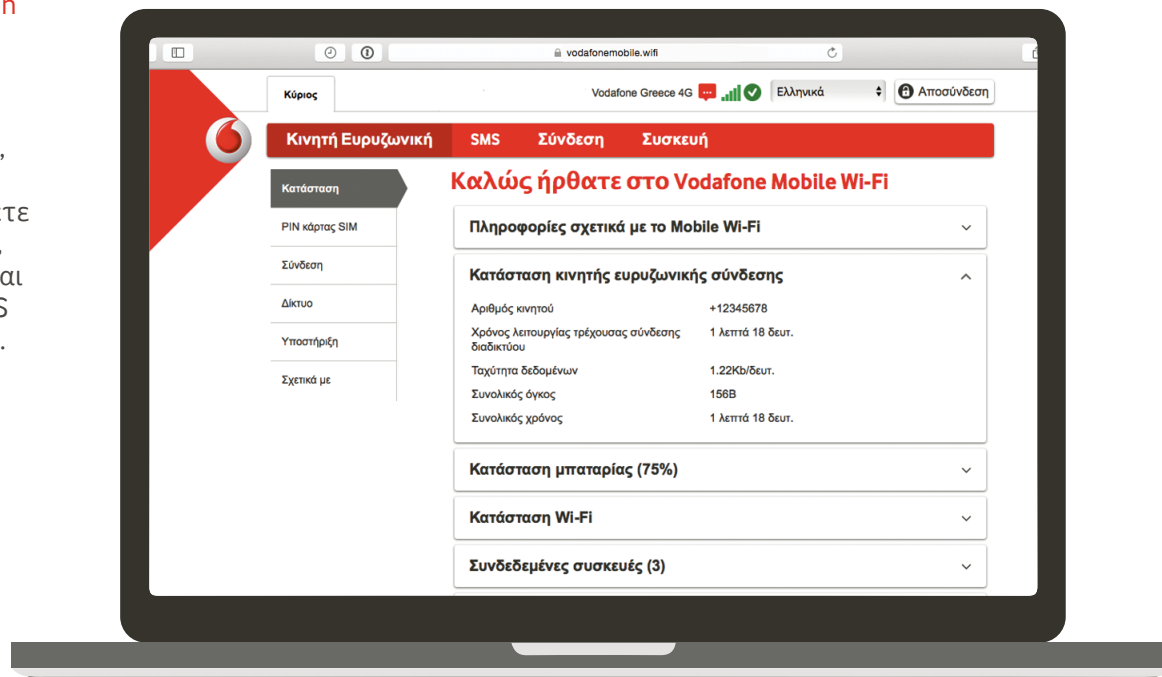 η
,
τε
,
αι
S
.
vodafonemobile.wifi
Κύριος
Vodafone Greece 4G
Ελληνικά
Αποσύνδεση
Κινητή Ευρυζωνική SMS Σύνδεση Συσκευή
Κατάσταση
PIN κάρτας SIM
Σύνδεση
Δίκτυο
Υποστήριξη
Σχετικά με
Καλώς ήρθατε στο Vodafone Mobile Wi-Fi
Πληροφορίες σχετικά με το Mobile Wi-Fi
Κατάσταση κινητής ευρυζωνικής σύνδεσης
Αριθμός κινητού +12345678
Χρόνος λειτουργίας τρέχουσας σύνδεσης 1 λεπτά 18 δευτ.
διαδικτύου
Ταχύτητα δεδομένων 1.22Kb/δευτ.
Συνολικός όγκος 156B
Συνολικός χρόνος 1 λεπτά 18 δευτ.
Κατάσταση μπαταρίας (75%)
Κατάσταση Wi-Fi
Συνδεδεμένες συσκευές (3)